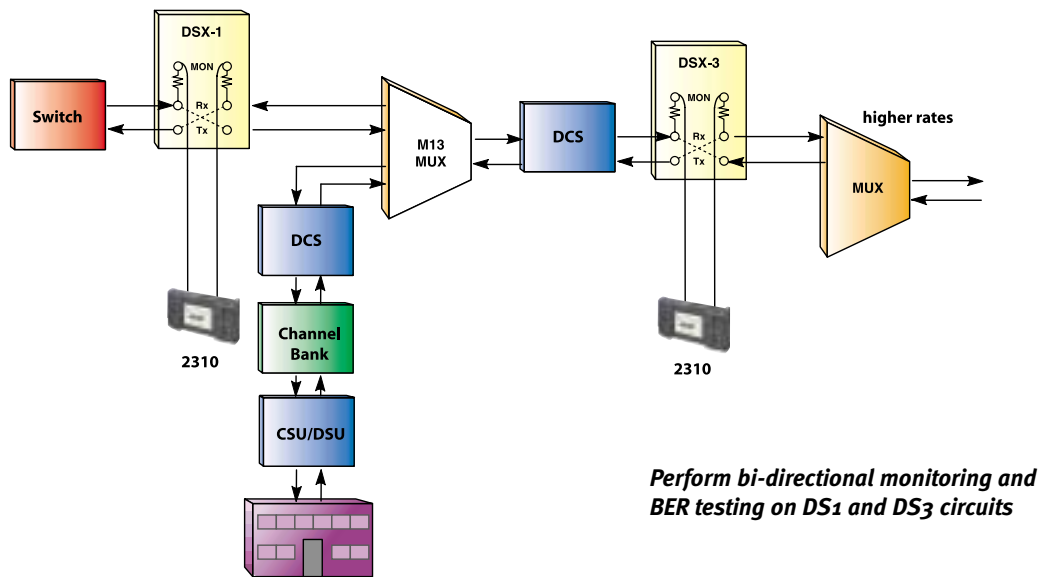 DSX-1
MON
Rx
Tx
Switch
M13
MUX
DCS
DSX-3
MON
Rx
Tx
higher rates
MUX
DCS
2310
Channel
Bank
2310
CSU/DSU
Perform bi-directional monitoring and
BER testing on DS1 and DS3 circuits